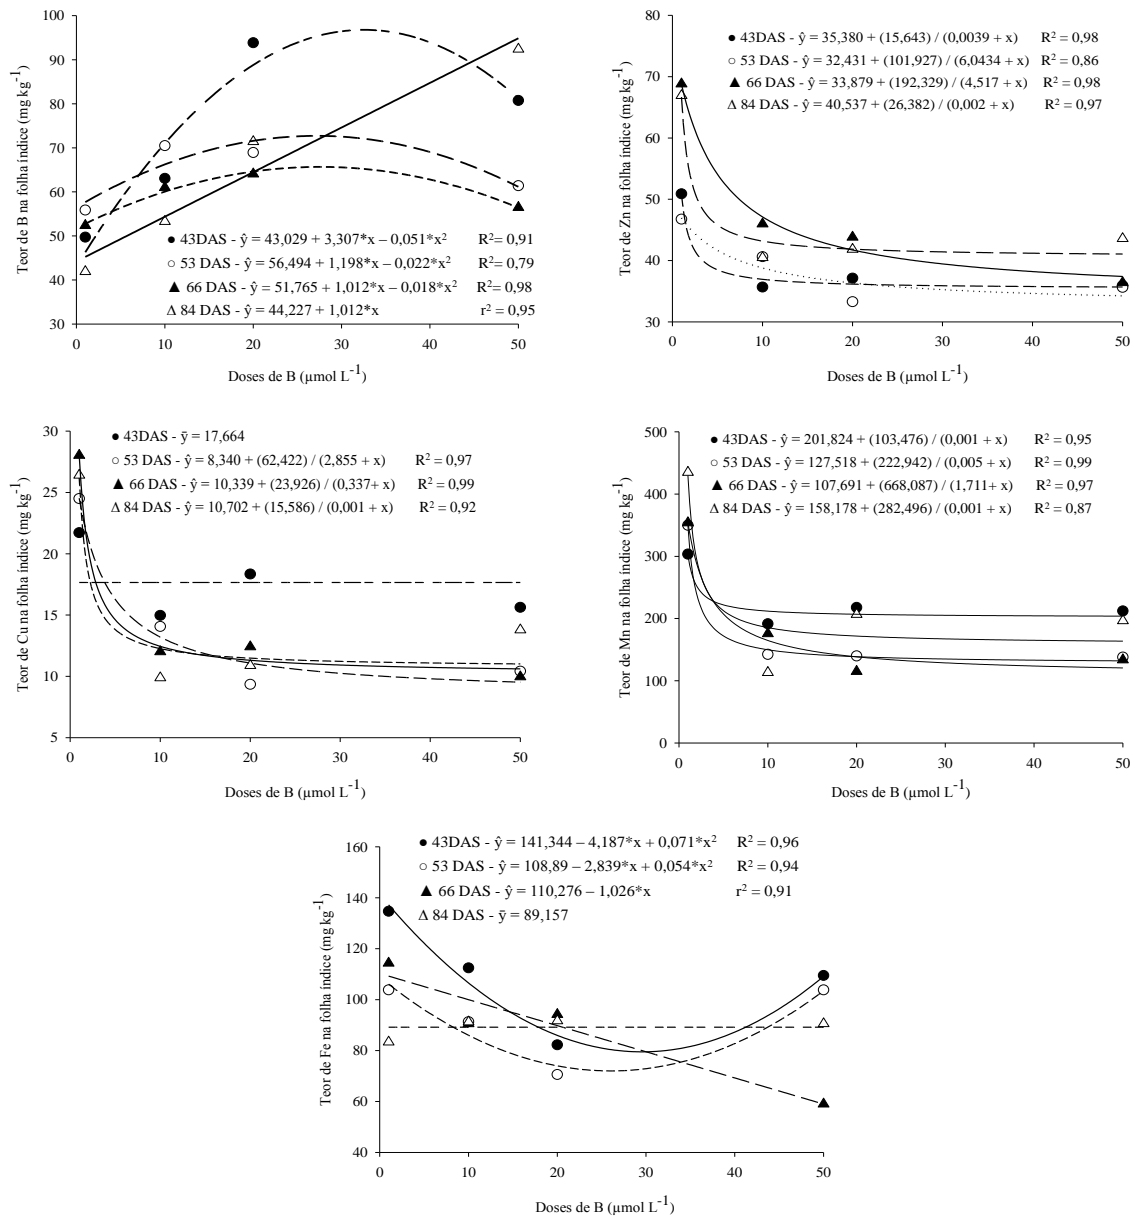 Teor de B na folha índice (mg kg-1)
100
90
80
70
60
50
40
30
● 43DAS - ŷ = 43,029 + 3,307*x – 0,051*x² R²= 0,91
○ 53 DAS - ŷ = 56,494 + 1,198*x – 0,022*x² R²= 0,79
▲ 66 DAS - ŷ = 51,765 + 1,012*x – 0,018*x² R²= 0,98
Δ 84 DAS - ŷ = 44,227 + 1,012*x r² = 0,95
0 10 20 30 40 50
Doses de B (µmol L-1)
Teor de Zn na folha índice (mg kg-1)
80
70
60
50
40
30
● 43DAS - ŷ = 35,380 + (15,643) / (0,0039 + x) R² = 0,98
○ 53 DAS - ŷ = 32,431 + (101,927) / (6,0434 + x) R² = 0,86
▲ 66 DAS - ŷ = 33,879 + (192,329) / (4,517 + x) R² = 0,98
Δ 84 DAS - ŷ = 40,537 + (26,382) / (0,002 + x) R² = 0,97
0 10 20 30 40 50
Doses de B (µmol L-1)
Teor de Cu na folha índice (mg kg-1)
30
25
20
15
10
5
● 43DAS - ȳ = 17,664
○ 53 DAS - ŷ = 8,340 + (62,422) / (2,855 + x) R² = 0,97
▲ 66 DAS - ŷ = 10,339 + (23,926) / (0,337+ x) R² = 0,99
Δ 84 DAS - ŷ = 10,702 + (15,586) / (0,001 + x) R² = 0,92
0 10 20 30 40 50
Doses de B (µmol L-1)
Teor de Mn na folha índice (mg kg-1)
500
400
300
200
100
0
● 43DAS - ŷ = 201,824 + (103,476) / (0,001 + x) R² = 0,95
○ 53 DAS - ŷ = 127,518 + (222,942) / (0,005 + x) R² = 0,99
▲ 66 DAS - ŷ = 107,691 + (668,087) / (1,711+ x) R² = 0,97
Δ 84 DAS - ŷ = 158,178 + (282,496) / (0,001 + x) R² = 0,87
0 10 20 30 40 50
Doses de B (µmol L-1)
Teor de Fe na folha índice (mg kg-1)
160
140
120
100
80
60
40
● 43DAS - ŷ = 141,344 – 4,187*x + 0,071*x² R² = 0,96
○ 53 DAS - ŷ = 108,89 – 2,839*x + 0,054*x² R² = 0,94
▲ 66 DAS - ŷ = 110,276 – 1,026*x r² = 0,91
Δ 84 DAS - ȳ = 89,157
0 10 20 30 40 50
Doses de B (µmol L-1)